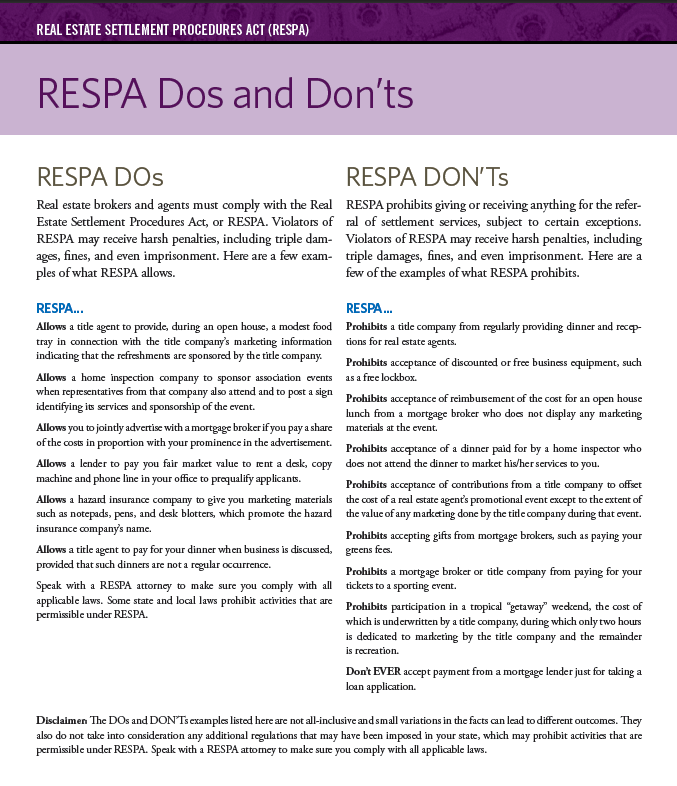 REAL ESTATE SETTLEMENT PROCEDURES ACT (RESPA)
RESPA Dos and Don'ts
RESPA DOs
Real estate brokers and agents must comply with the Real
Estate Settlement Procedures Act, or RESPA. Violators of
RESPA may receive harsh penalties, including triple dam-
ages, fines, and even imprisonment. Here are a few exam-
ples of what RESPA allows.
RESPA...
Allows a title agent to provide, during an open house, a modest food
tray in connection with the title company's marketing information
indicating that the refreshments are sponsored by the title company.
Allows a home inspection company to sponsor association events
when representatives from that company also attend and to post a sign
identifying its services and sponsorship of the event.
Allows you to jointly advertise with a mortgage broker if you pay a share
of the costs in proportion with your prominence in the advertisement.
Allows a lender to pay you fair market value to rent a desk, copy
machine and phone line in your office to prequalify applicants.
Allows a hazard insurance company to give you marketing materials
such as notepads, pens, and desk blotters, which promote the hazard
insurance company's name.
Allows a title agent to pay for your dinner when business is discussed,
provided that such dinners are not a regular occurrence.
Speak with a RESPA attorney to make sure you comply with all
applicable laws. Some state and local laws prohibit activities that are
permissible under RESPA.
RESPA DON'Ts
RESPA prohibits giving or receiving anything for the refer-
ral of settlement services, subject to certain exceptions.
Violators of RESPA may receive harsh penalties, including
triple damages, fines, and even imprisonment. Here are a
few of the examples of what RESPA prohibits.
RESPA...
Prohibits a title company from regularly providing dinner and recep-
tions for real estate agents.
Prohibits acceptance of discounted or free business equipment, such
as a free lockbox.
Prohibits acceptance of reimbursement of the cost for an open house
lunch from a mortgage broker who does not display any marketing
materials at the event.
Prohibits acceptance of a dinner paid for by a home inspector who
does not attend the dinner to market his/her services to you.
Prohibits acceptance of contributions from a title company to offset
the cost of a real estate agent's promotional event except to the extent of
the value of any marketing done by the title company during that event.
Prohibits accepting gifts from mortgage brokers, such as paying your
greens fees.
Prohibits a mortgage broker or title company from paying for your
tickets to a sporting event.
Prohibits participation in a tropical "getaway" weekend, the cost of
which is underwritten by a title company, during which only two hours
is dedicated to marketing by the title company and the remainder
is recreation.
Don't EVER accept payment from a mortgage lender just for taking a
loan application.
Disclaimer: The DOs and DON'Ts examples listed here are not all-inclusive and small variations in the facts can lead to different outcomes. They
also do not take into consideration any additional regulations that may have been imposed in your state, which may prohibit activities that are
permissible under RESPA. Speak with a RESPA attorney to make sure you comply with all applicable laws.